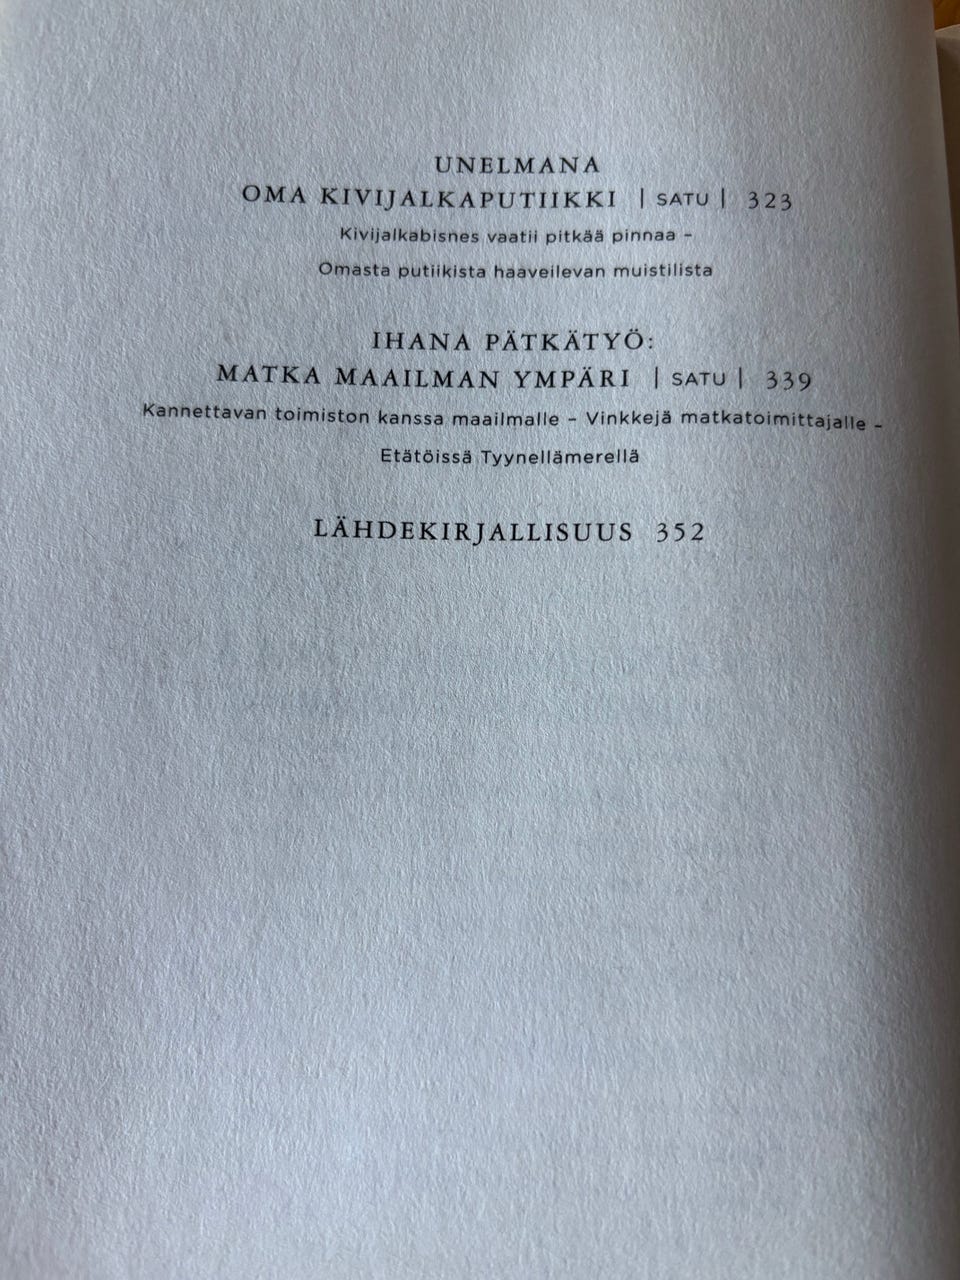 UNELMANA
OMA KIVIJALKAPUTIIKKI | SATU | 323
Kivijalkabisnes vaatii pitkää pinnaa –
Omasta putiikista haaveilevan muistilista
IHANA PÄTKÄTYÖ:
MATKA MAAILMAN YMPÄRI | SATU | 339
Kannettavan toimiston kanssa maailmalle – Vinkkejä matkatoimittajalle –
Etätöissä Tyynellämerellä
LÄHDEKIRJALLISUUS 352